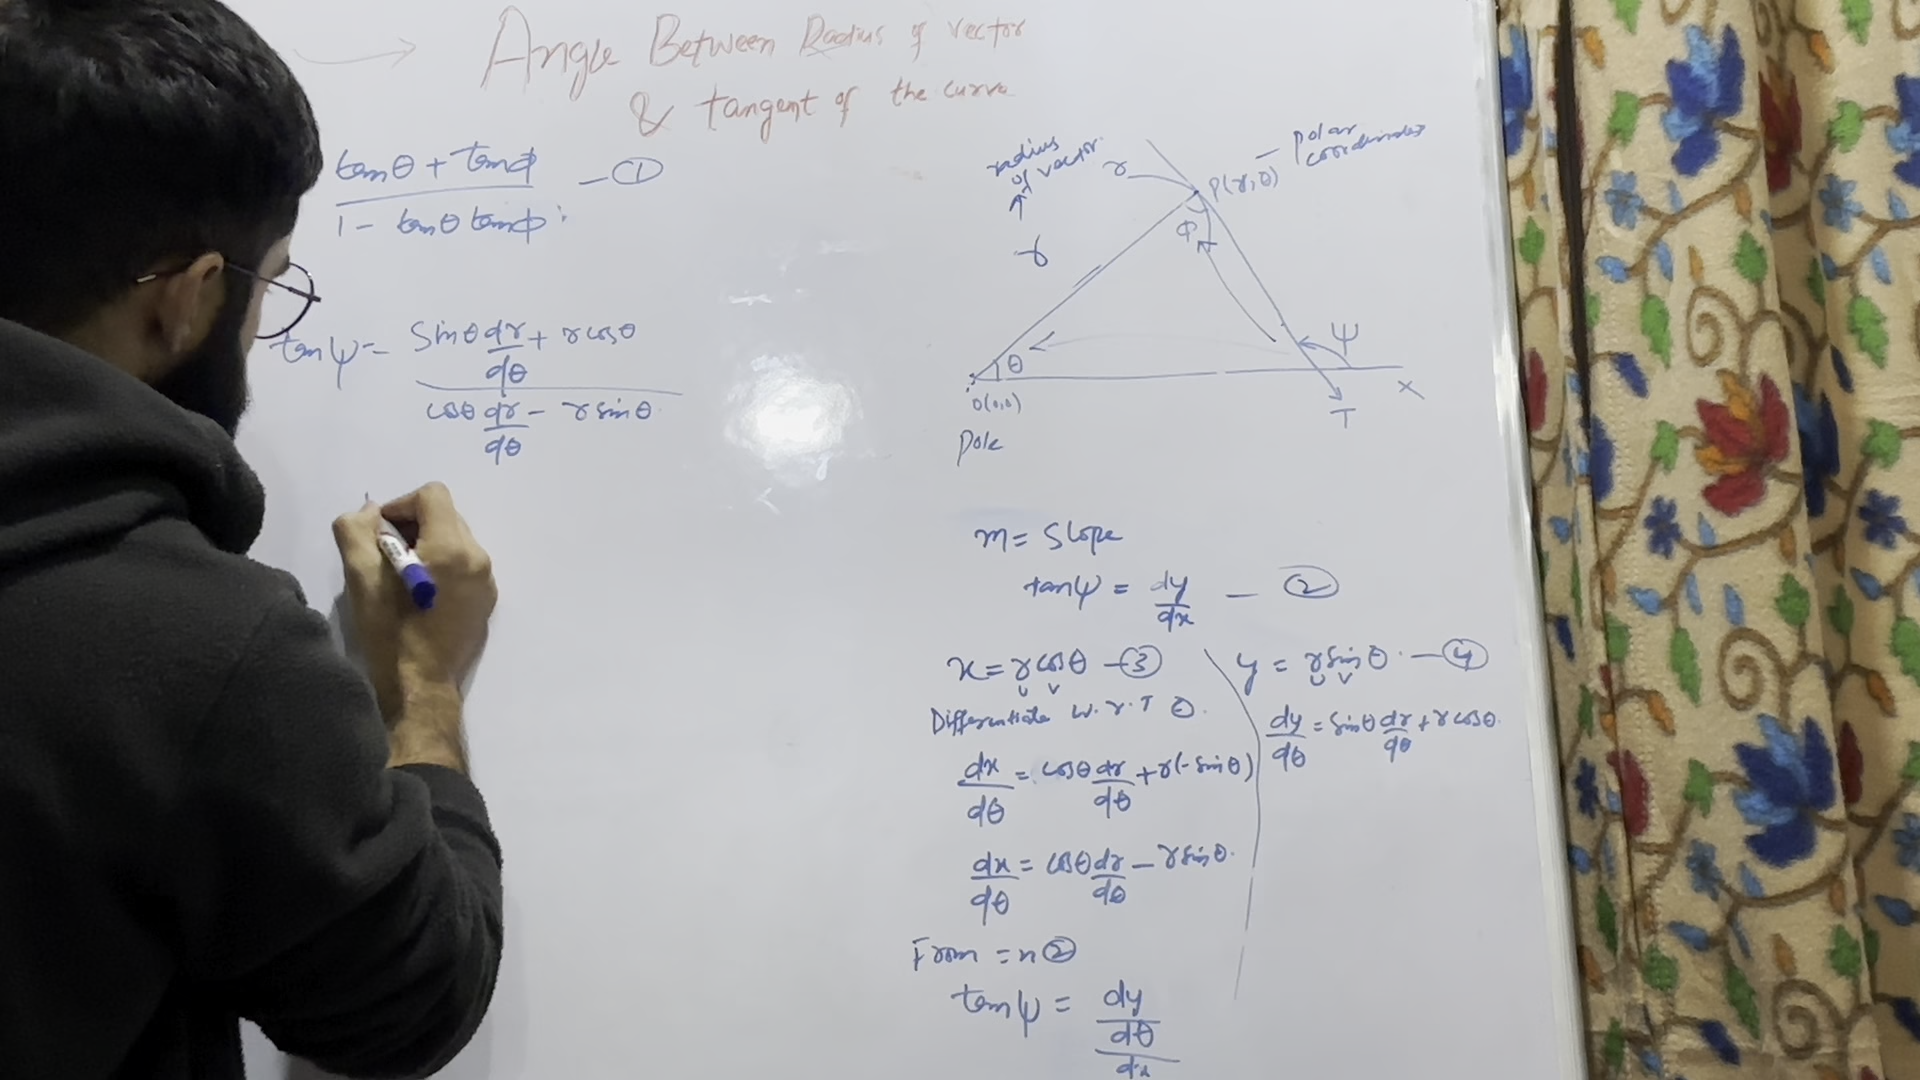 Angle Between Radius of vector
& tangent of the curve
tanθ + tanϕ
1 - tanθ tanϕ
— ①
tanψ = Sinθ dr/dθ + r cosθ
cosθ dr/dθ - r sinθ
radius of vector
↑
r
r
P(r,θ) — polar coordinates
ϕ
θ
ψ
O(0,0)
Pole
x
T
m = Slope
tanψ = dy/dx — ②
x = r cosθ — ③
u v
Differentiate w.r.T θ.
dx/dθ = cosθ dr/dθ + r(-sinθ)
dx/dθ = cosθ dr/dθ - r sinθ.
y = r sinθ. — ④
u v
dy/dθ = sinθ dr/dθ + r cosθ.
From =n ②
tanψ = dy
dθ
dx